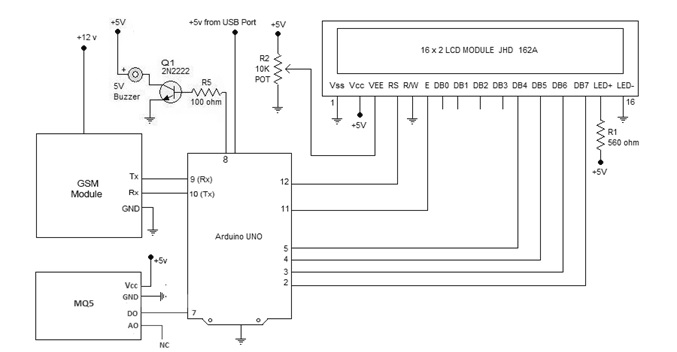 +5V
+5v from USB Port
+5V
+12 v
Q1
2N2222
R2
10K
POT
16 x 2 LCD MODULE JHD 162A
+
5V
Buzzer
R5
100 ohm
Vss Vcc VEE RS R/W E DB0 DB1 DB2 DB3 DB4 DB5 DB6 DB7 LED+ LED-
1
16
+5V
R1
560 ohm
+5V
8
GSM
Module
Tx
Rx
GND
9 (Rx)
10 (Tx)
12
11
Arduino UNO
5
4
3
2
+5v
MQ5
Vcc
GND
DO
AO
7
NC